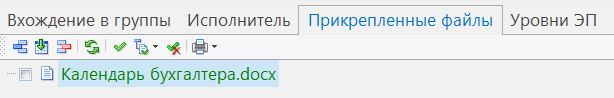 Вхождение в группы Исполнитель Прикрепленные файлы Уровни ЭП
Календарь бухгалтера.docx